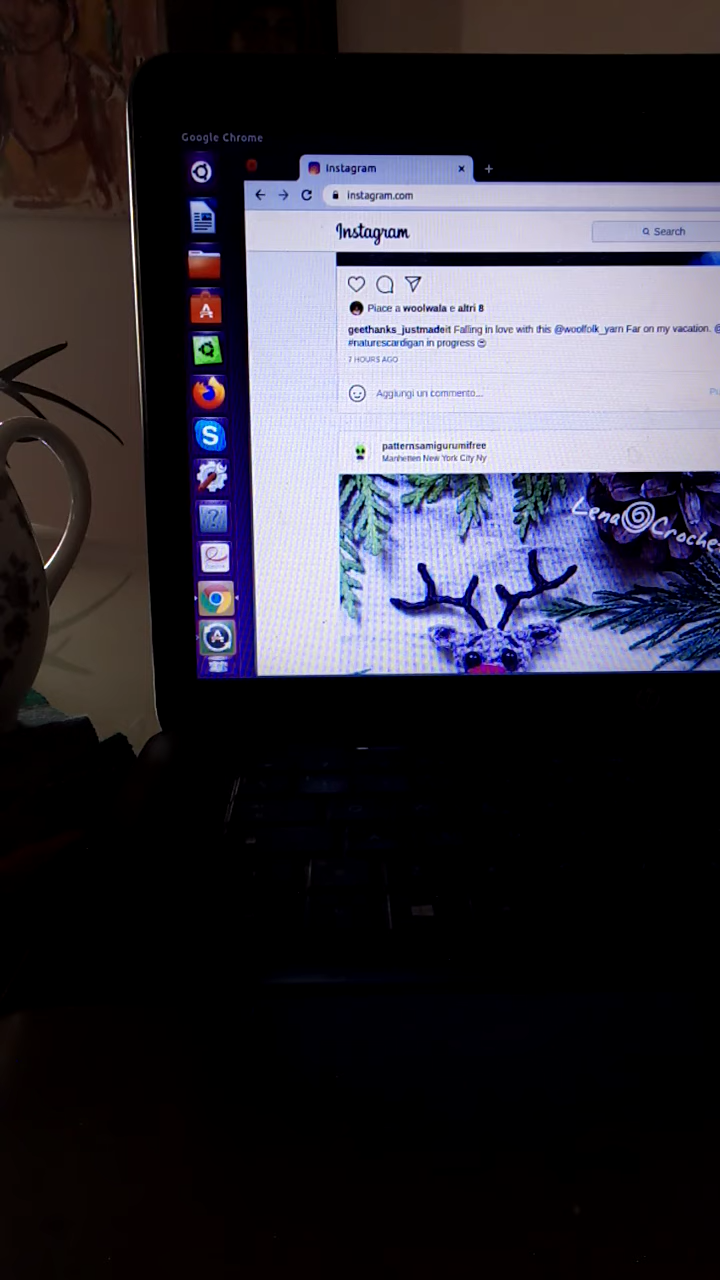 Google Chrome
Instagram
instagram.com
Instagram
Search
Piace a woolwala e altri 8
geethanks_justmadeit Falling in love with this @woolfolk_yarn Far on my vacation. @
#naturescardigan in progress 😎
7 HOURS AGO
Aggiungi un commento...
patternsamigurumifree
Manhetten New York City Ny
Lena Croche